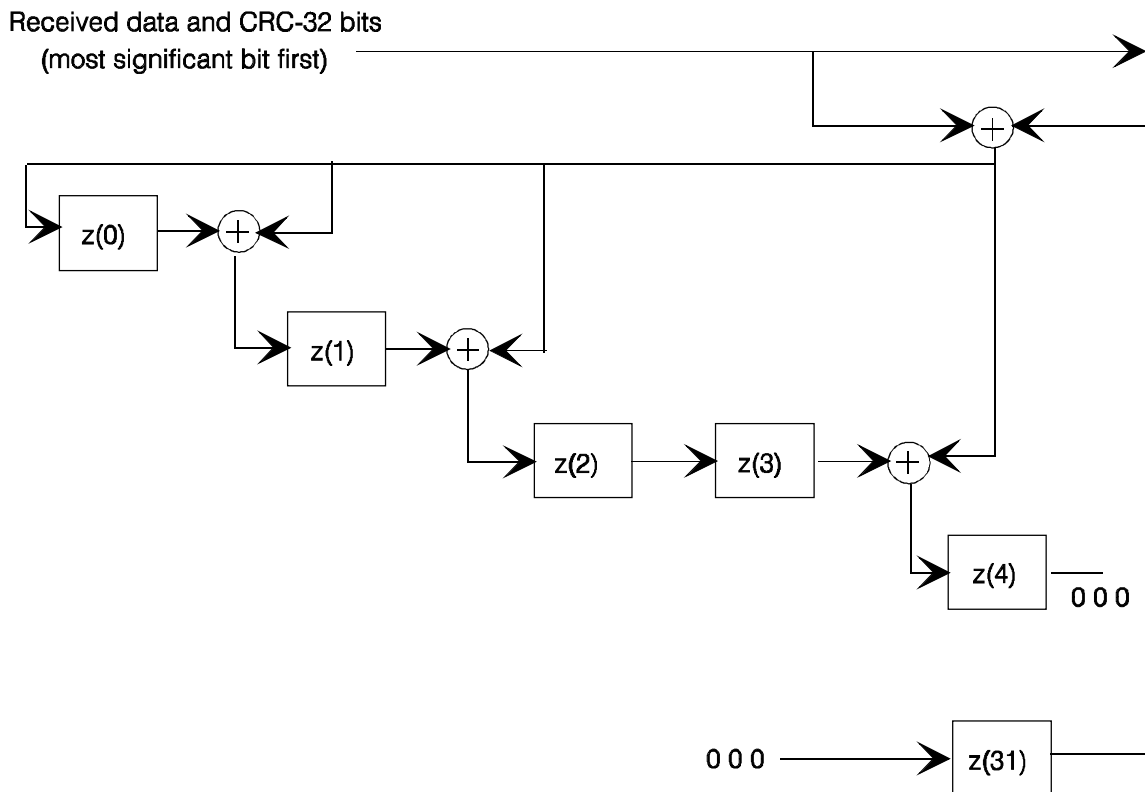 Received data and CRC-32 bits
(most significant bit first)
+
z(0)
+
z(1)
+
z(2)
z(3)
+
z(4)
0 0 0
0 0 0
z(31)